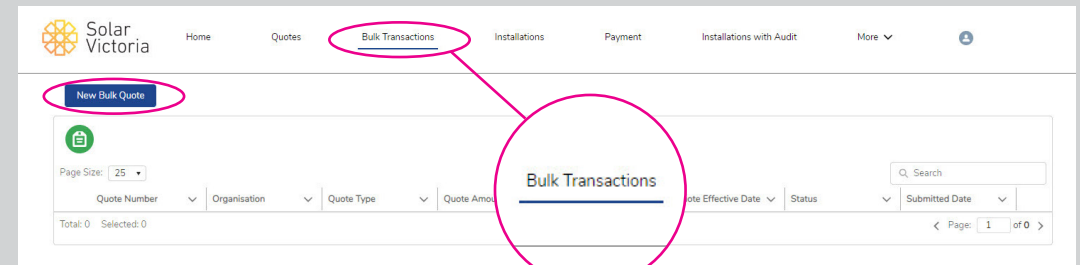 Solar Victoria
Home Quotes Bulk Transactions Installations Payment Installations with Audit More
New Bulk Quote
Page Size: 25
Search
Bulk Transactions
Quote Number Organisation Quote Type Quote Effective Date Status Submitted Date
Total: 0 Selected: 0
Page: 1 of 0